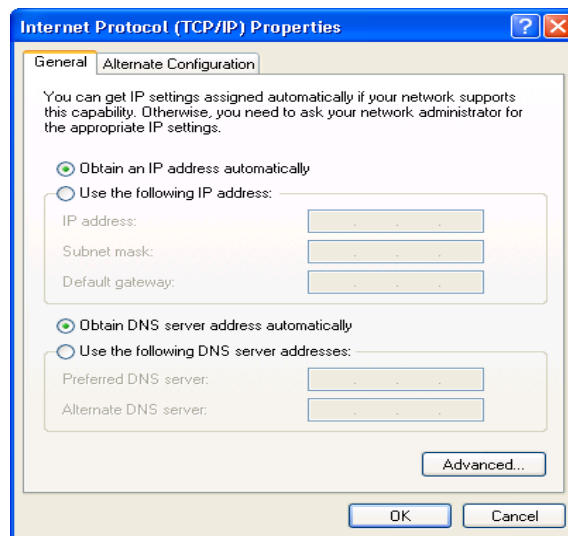 Internet Protocol (TCP/IP) Properties
General
Alternate Configuration
You can get IP settings assigned automatically if your network supports
this capability. Otherwise, you need to ask your network administrator for
the appropriate IP settings.
Obtain an IP address automatically
Use the following IP address:
IP address:
Subnet mask:
Default gateway:
Obtain DNS server address automatically
Use the following DNS server addresses:
Preferred DNS server:
Alternate DNS server:
Advanced...
OK
Cancel